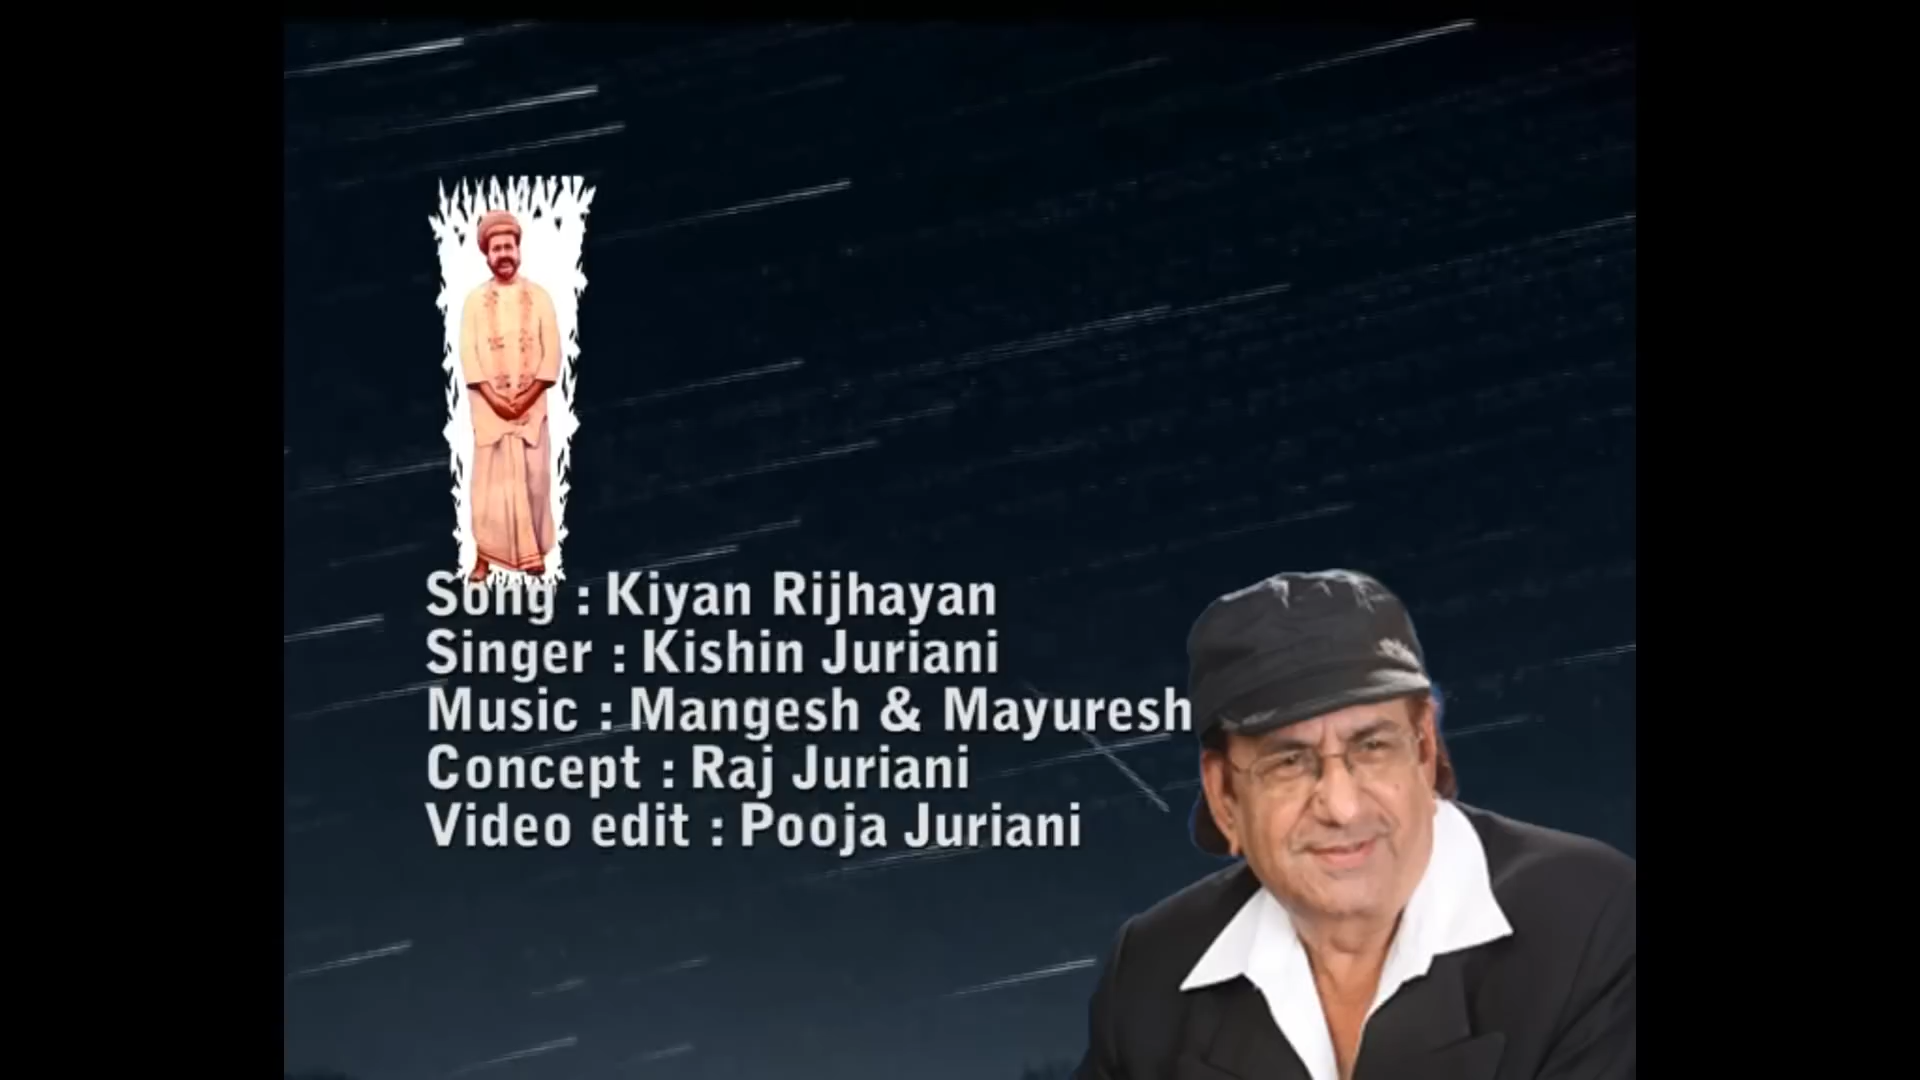 Song : Kiyan Rijhayan
Singer : Kishin Juriani
Music : Mangesh & Mayuresh
Concept : Raj Juriani
Video edit : Pooja Juriani